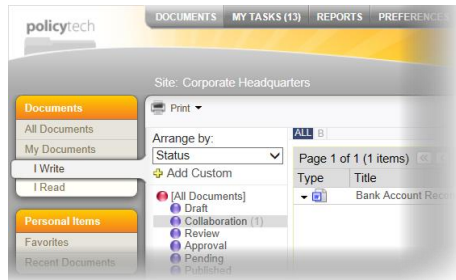 policytech
DOCUMENTS MY TASKS (13) REPORTS PREFERENCES
Site: Corporate Headquarters
Documents
All Documents
My Documents
I Write
I Read
Personal Items
Favorites
Recent Documents
Print
Arrange by:
Status
Add Custom
[All Documents]
Draft
Collaboration (1)
Review
Approval
Pending
Published
ALL B
Page 1 of 1 (1 items)
Type Title
Bank Account